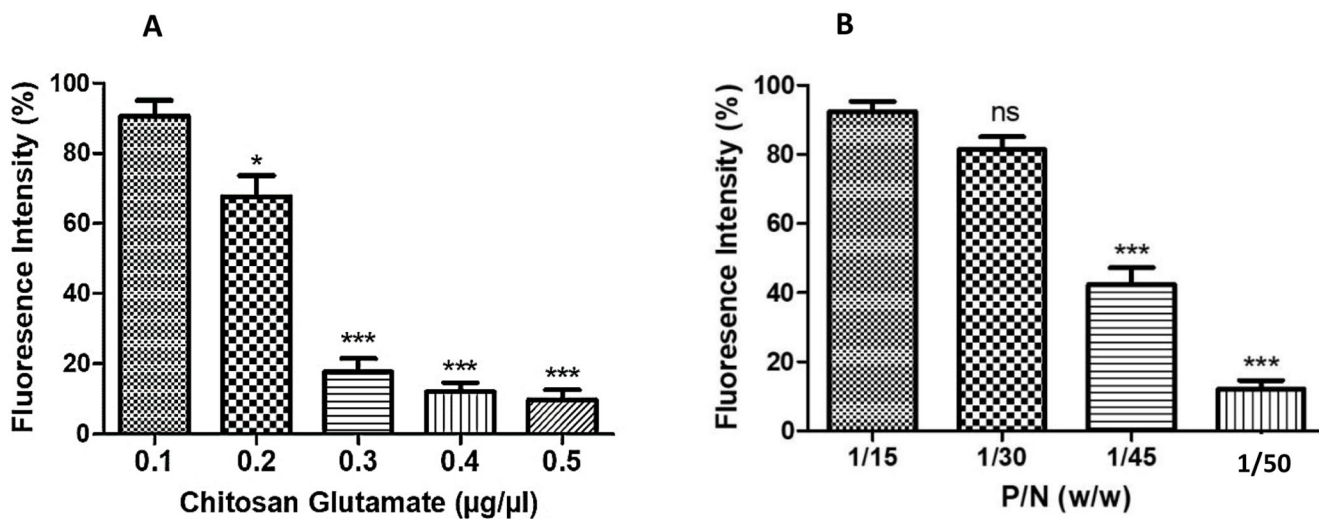 A
Fluoresence Intensity (%)
100
80
60
40
20
0
*
***
***
***
0.1 0.2 0.3 0.4 0.5
Chitosan Glutamate (µg/µl)
B
Fluoresence Intensity (%)
100
80
60
40
20
0
ns
***
***
1/15 1/30 1/45 1/50
P/N (w/w)